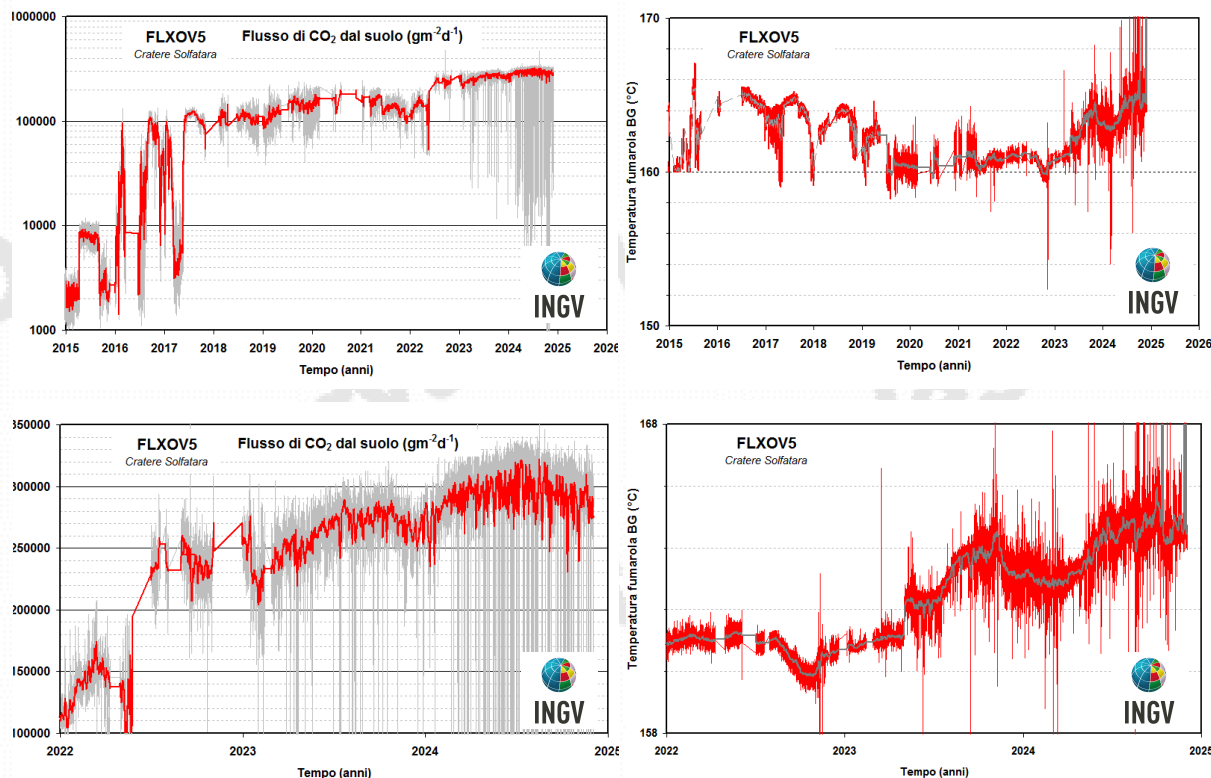 FLXOV5 Flusso di CO2 dal suolo (gm-2d-1)
Cratere Solfatara
1000000
100000
10000
1000
2015 2016 2017 2018 2019 2020 2021 2022 2023 2024 2025 2026
Tempo (anni)
INGV
FLXOV5
Cratere Solfatara
Temperatura fumarola BG (°C)
170
160
150
2015 2016 2017 2018 2019 2020 2021 2022 2023 2024 2025 2026
Tempo (anni)
INGV
FLXOV5 Flusso di CO2 dal suolo (gm-2d-1)
Cratere Solfatara
350000
300000
250000
200000
150000
100000
2022 2023 2024
Tempo (anni)
INGV
FLXOV5
Cratere Solfatara
Temperatura fumarola BG (°C)
168
158
2022 2023 2024 2025
Tempo (anni)
INGV